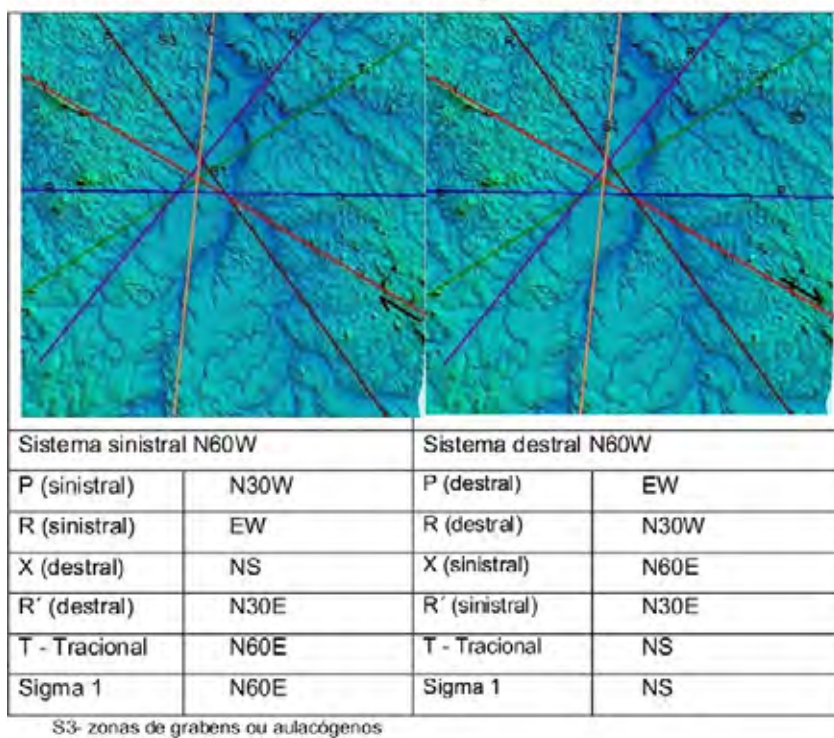 Sistema sinistral N60W Sistema destral N60W
P (sinistral) N30W P (destral) EW
R (sinistral) EW R (destral) N30W
X (destral) NS X (sinistral) N60E
R´ (destral) N30E R´ (sinistral) N30E
T - Tracional N60E T - Tracional NS
Sigma 1 N60E Sigma 1 NS
S3- zonas de grabens ou aulacógenos